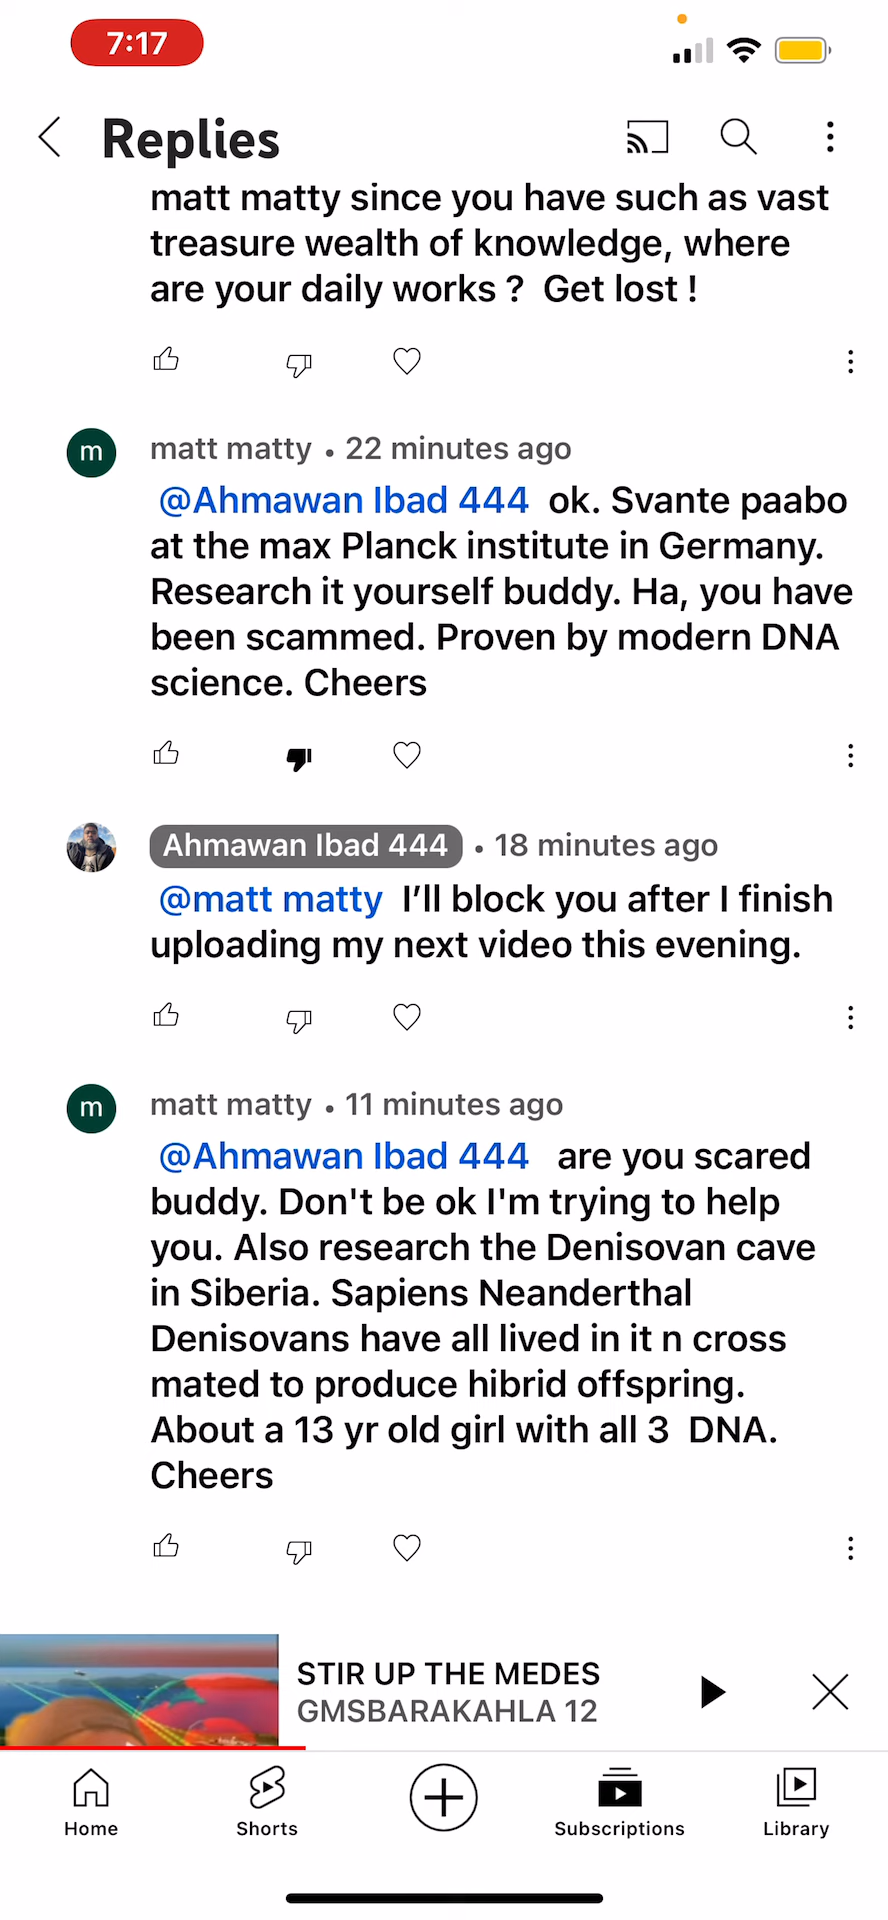 7:17
Replies
matt matty since you have such as vast
treasure wealth of knowledge, where
are your daily works ?  Get lost !
m
matt matty • 22 minutes ago
@Ahmawan Ibad 444  ok. Svante paabo
at the max Planck institute in Germany.
Research it yourself buddy. Ha, you have
been scammed. Proven by modern DNA
science. Cheers
Ahmawan Ibad 444 • 18 minutes ago
@matt matty  I’ll block you after I finish
uploading my next video this evening.
m
matt matty • 11 minutes ago
@Ahmawan Ibad 444   are you scared
buddy. Don't be ok I'm trying to help
you. Also research the Denisovan cave
in Siberia. Sapiens Neanderthal
Denisovans have all lived in it n cross
mated to produce hibrid offspring.
About a 13 yr old girl with all 3  DNA.
Cheers
STIR UP THE MEDES
GMSBARAKAHLA 12
Home
Shorts
Subscriptions
Library